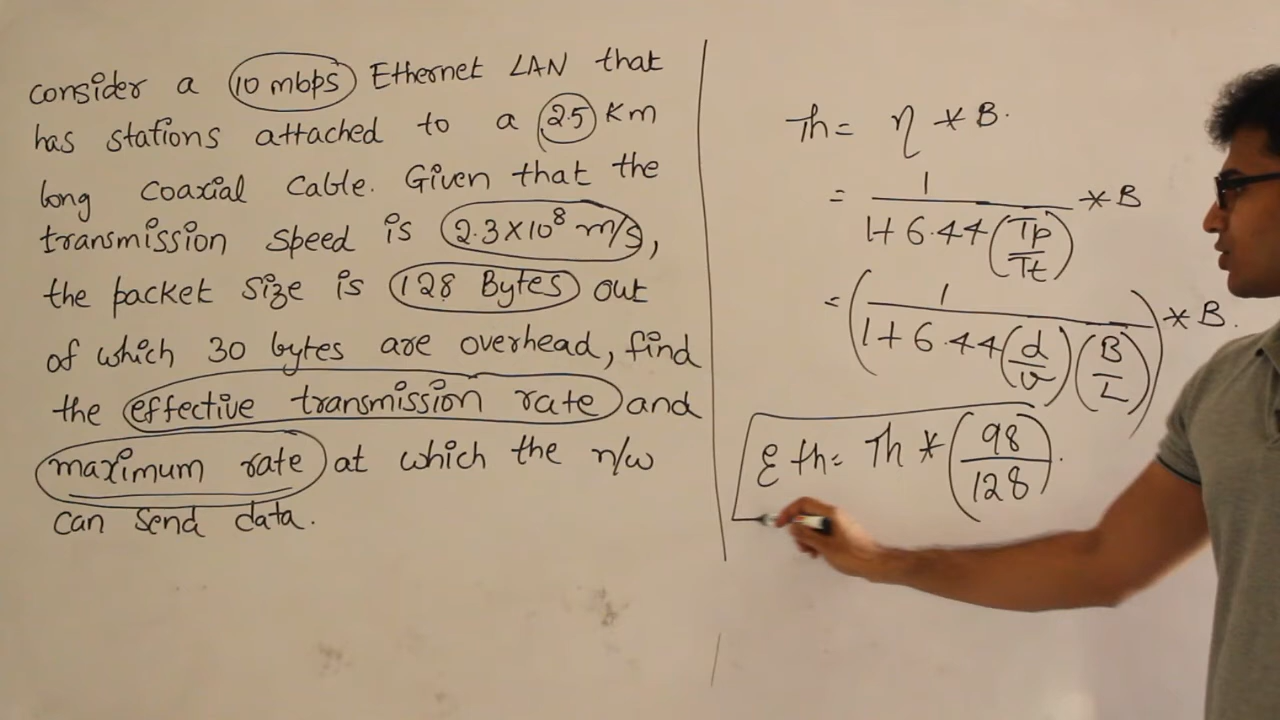 consider a 10 mbps Ethernet LAN that
has stations attached to a 2.5 Km
long coaxial cable. Given that the
transmission speed is 2.3×10⁸ m/s,
the packet size is 128 Bytes out
of which 30 bytes are overhead, find
the effective transmission rate and
maximum rate at which the n/w
can send data.
Th = η * B.
= 1 / 1+6.44 (Tp/Tt) * B
= (1 / 1+6.44 (d/v) (B/L)) * B.
Eth = Th * (98/128).